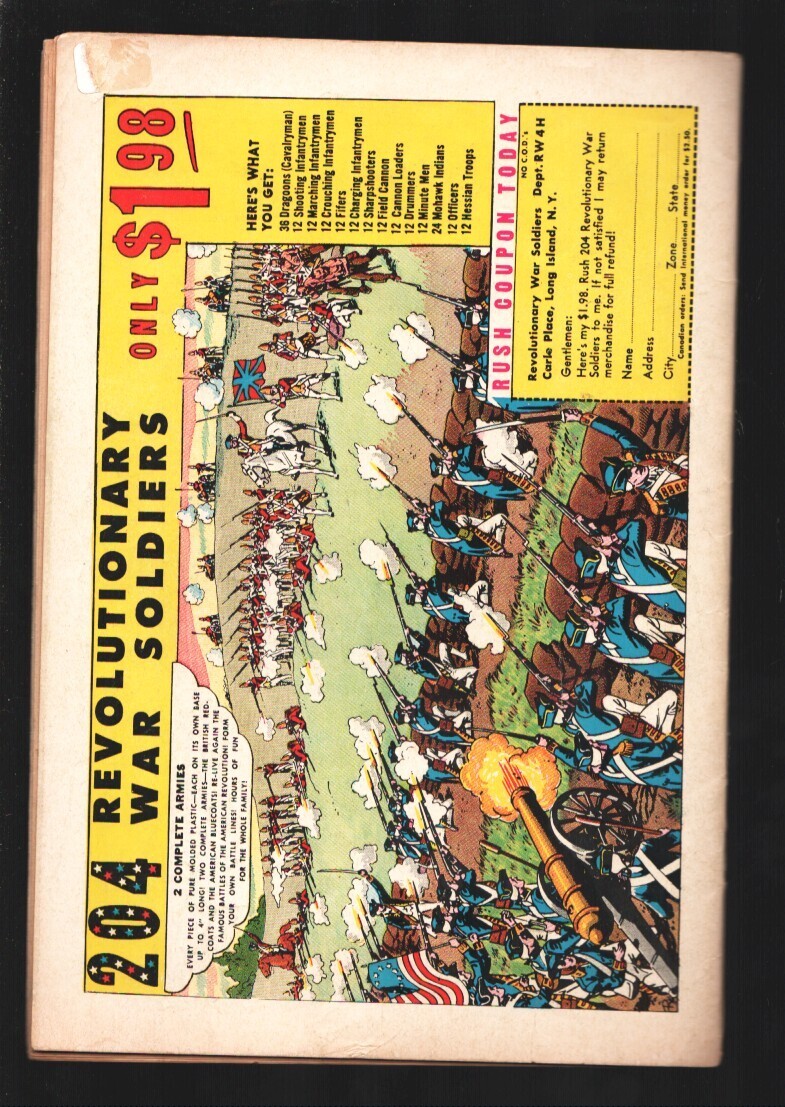 204 REVOLUTIONARY
WAR SOLDIERS
ONLY $1 98
2 COMPLETE ARMIES
EVERY PIECE OF PURE MOLDED PLASTIC—EACH ON ITS OWN BASE
UP TO 4" LONG! TWO COMPLETE ARMIES—THE BRITISH RED-
COATS AND THE AMERICAN BLUECOATS! RE-LIVE AGAIN THE
FAMOUS BATTLES OF THE AMERICAN REVOLUTION! FORM
YOUR OWN BATTLE LINES! HOURS OF FUN
FOR THE WHOLE FAMILY!
HERE'S WHAT
YOU GET:
36 Dragoons (Cavalryman)
12 Shooting Infantrymen
12 Marching Infantrymen
12 Crouching Infantrymen
12 Fifers
12 Charging Infantrymen
12 Sharpshooters
12 Field Cannon
12 Cannon Loaders
12 Drummers
12 Minute Men
24 Mohawk Indians
12 Officers
12 Hessian Troops
RUSH COUPON TODAY
NO C.O.D.'s
Revolutionary War Soldiers Dept. RW4H
Carle Place, Long Island, N. Y.
Gentlemen:
Here's my $1.98. Rush 204 Revolutionary War
Soldiers to me. If not satisfied I may return
merchandise for full refund!
Name
Address
City Zone State
Canadian orders: Send International money order for $2.50.